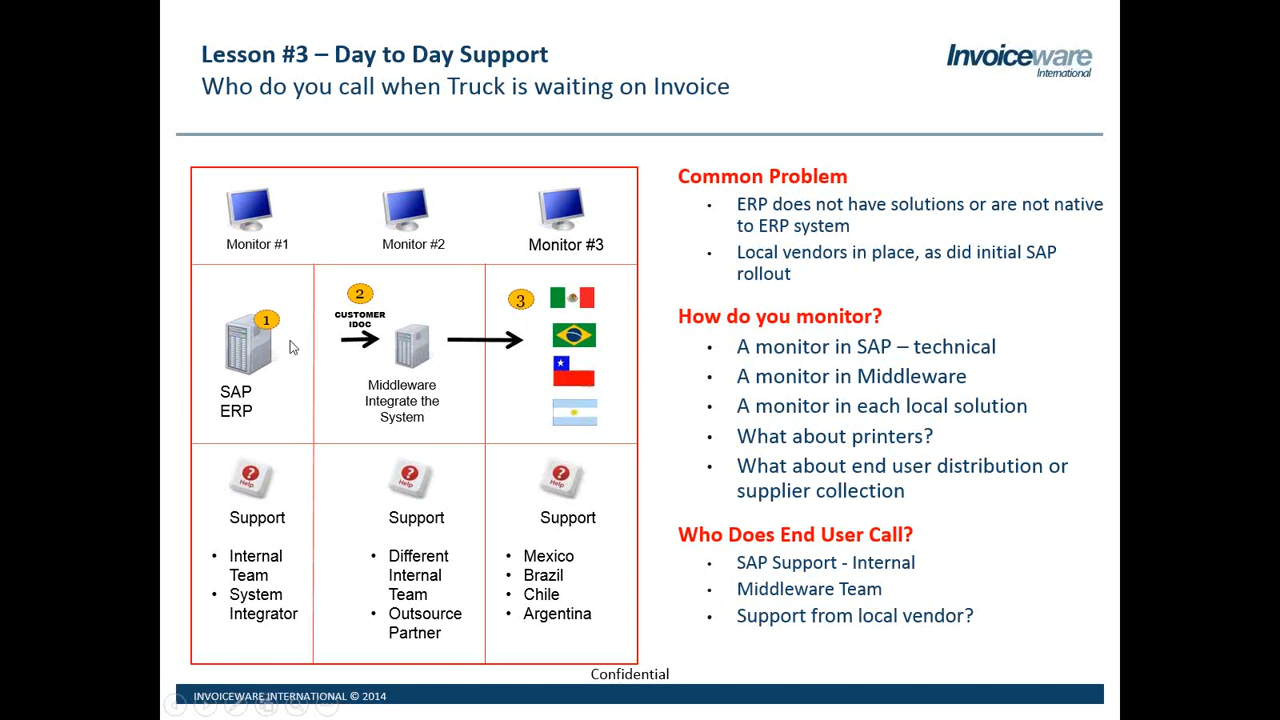 Lesson #3 – Day to Day Support
Who do you call when Truck is waiting on Invoice
Invoiceware
International
Monitor #1
Monitor #2
Monitor #3
1
SAP
ERP
2
CUSTOMER
IDOC
Middleware
Integrate the
System
3
Help
Support
• Internal
Team
• System
Integrator
Help
Support
• Different
Internal
Team
• Outsource
Partner
Help
Support
• Mexico
• Brazil
• Chile
• Argentina
Common Problem
• ERP does not have solutions or are not native
to ERP system
• Local vendors in place, as did initial SAP
rollout
How do you monitor?
• A monitor in SAP – technical
• A monitor in Middleware
• A monitor in each local solution
• What about printers?
• What about end user distribution or
supplier collection
Who Does End User Call?
• SAP Support - Internal
• Middleware Team
• Support from local vendor?
Confidential
INVOICEWARE INTERNATIONAL © 2014